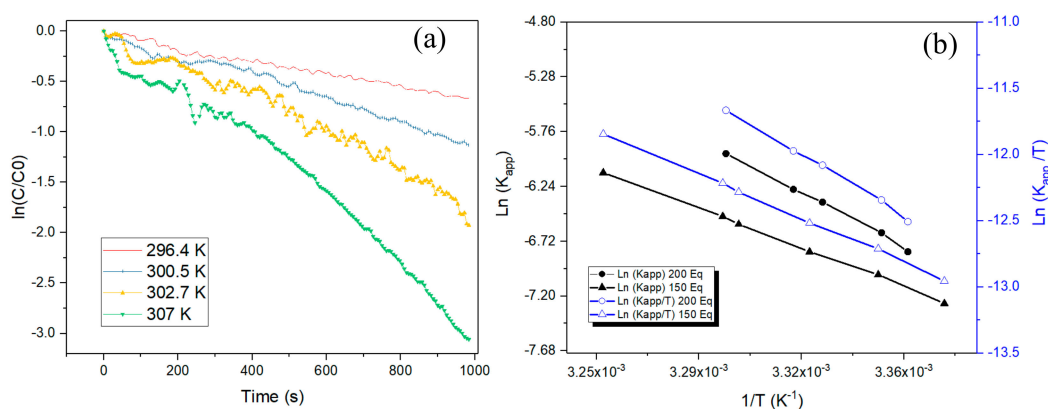 (a)
0.0
-0.5
-1.0
-1.5
-2.0
-2.5
-3.0
ln(C/C0)
296.4 K
300.5 K
302.7 K
307 K
0 200 400 600 800 1000
Time (s)
(b)
-4.80
-5.28
-5.76
-6.24
-6.72
-7.20
-7.68
Ln (Kapp)
Ln (Kapp) 200 Eq
Ln (Kapp) 150 Eq
Ln (Kapp/T) 200 Eq
Ln (Kapp/T) 150 Eq
3.25x10⁻³ 3.29x10⁻³ 3.32x10⁻³ 3.36x10⁻³
1/T (K⁻¹)
-11.0
-11.5
-12.0
-12.5
-13.0
-13.5
Ln (Kapp /T)